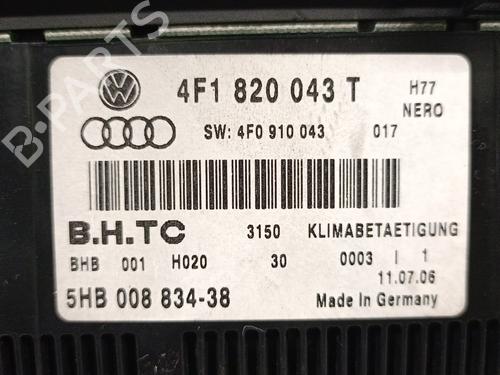 4F1 820 043 T H77
NERO
SW: 4F0 910 043 017
B.H.TC 3150 KLIMABETAETIGUNG
BHB 001 H020 30 0003 I 1
11.07.06
5HB 008 834-38 Made In Germany
B-PARTS